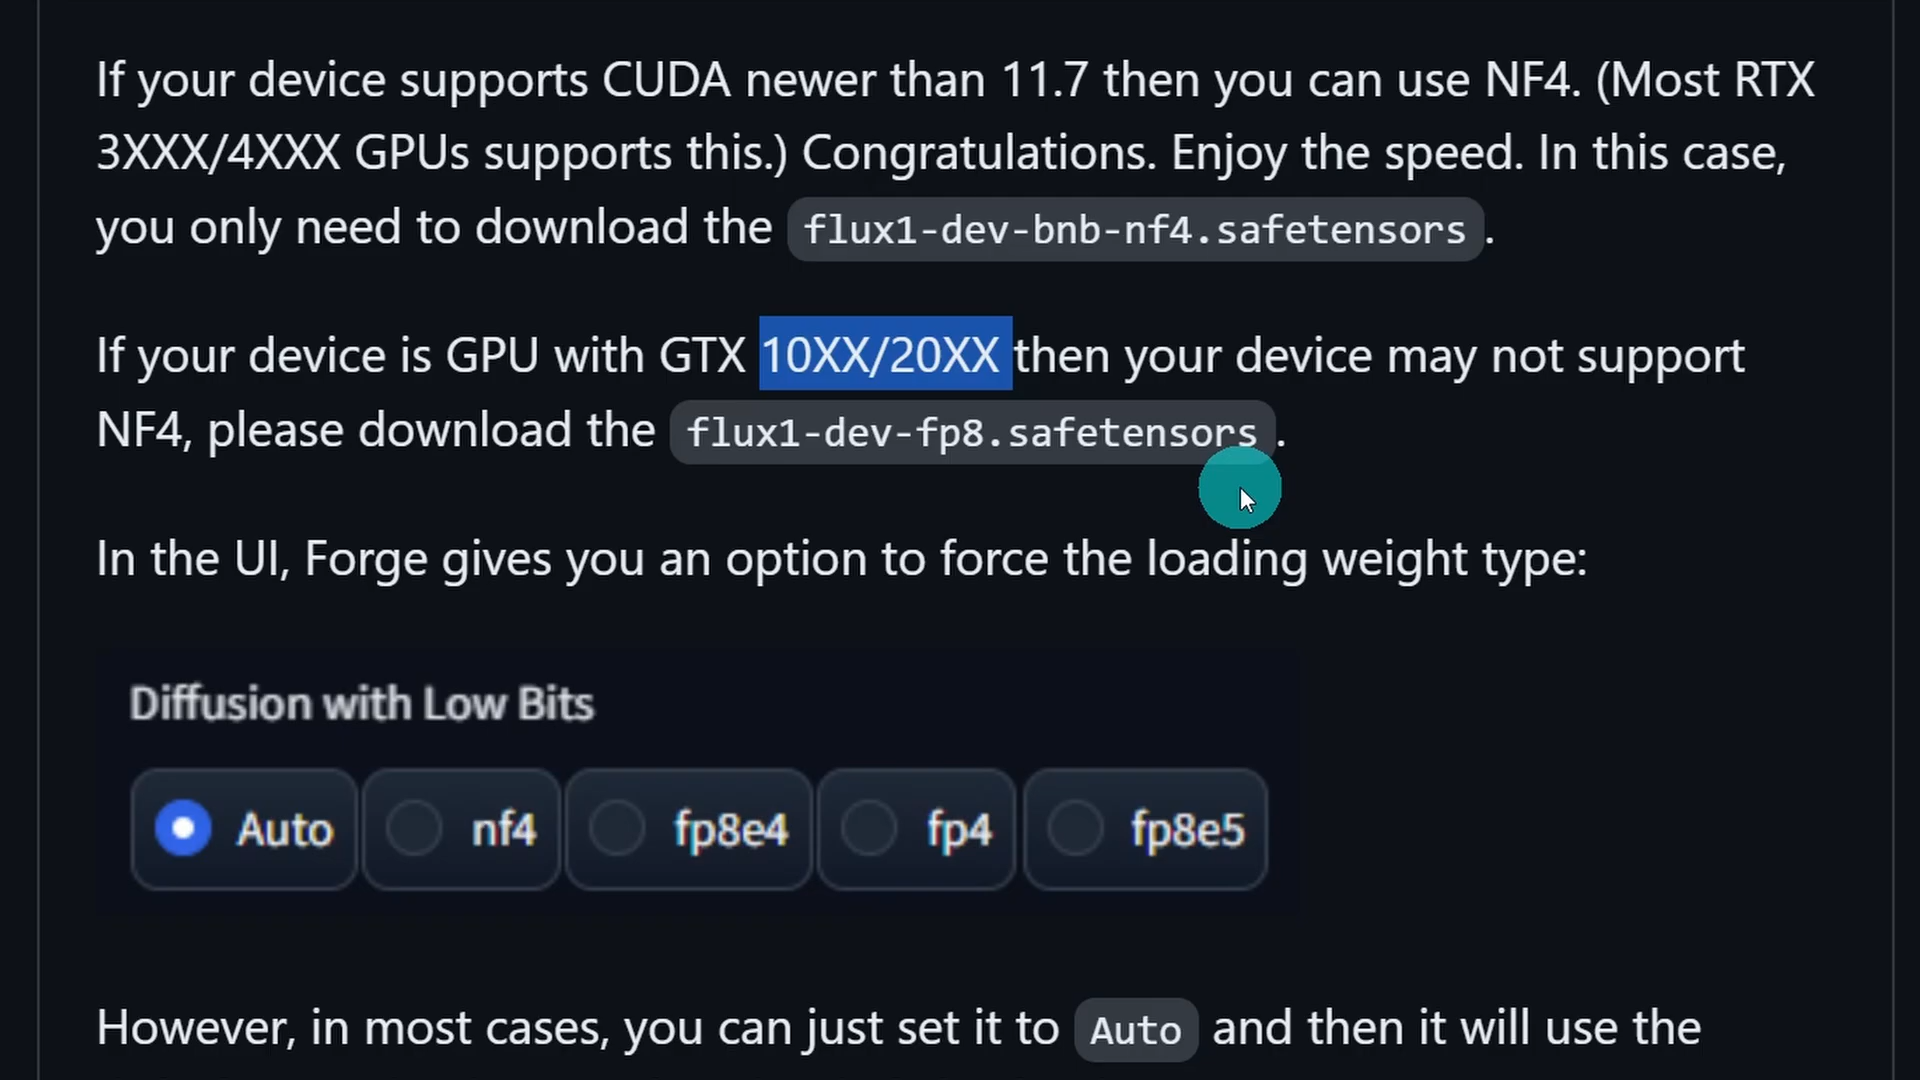 If your device supports CUDA newer than 11.7 then you can use NF4. (Most RTX
3XXX/4XXX GPUs supports this.) Congratulations. Enjoy the speed. In this case,
you only need to download the flux1-dev-bnb-nf4.safetensors .
If your device is GPU with GTX 10XX/20XX then your device may not support
NF4, please download the flux1-dev-fp8.safetensors .
In the UI, Forge gives you an option to force the loading weight type:
Diffusion with Low Bits
Auto nf4 fp8e4 fp4 fp8e5
However, in most cases, you can just set it to Auto and then it will use the